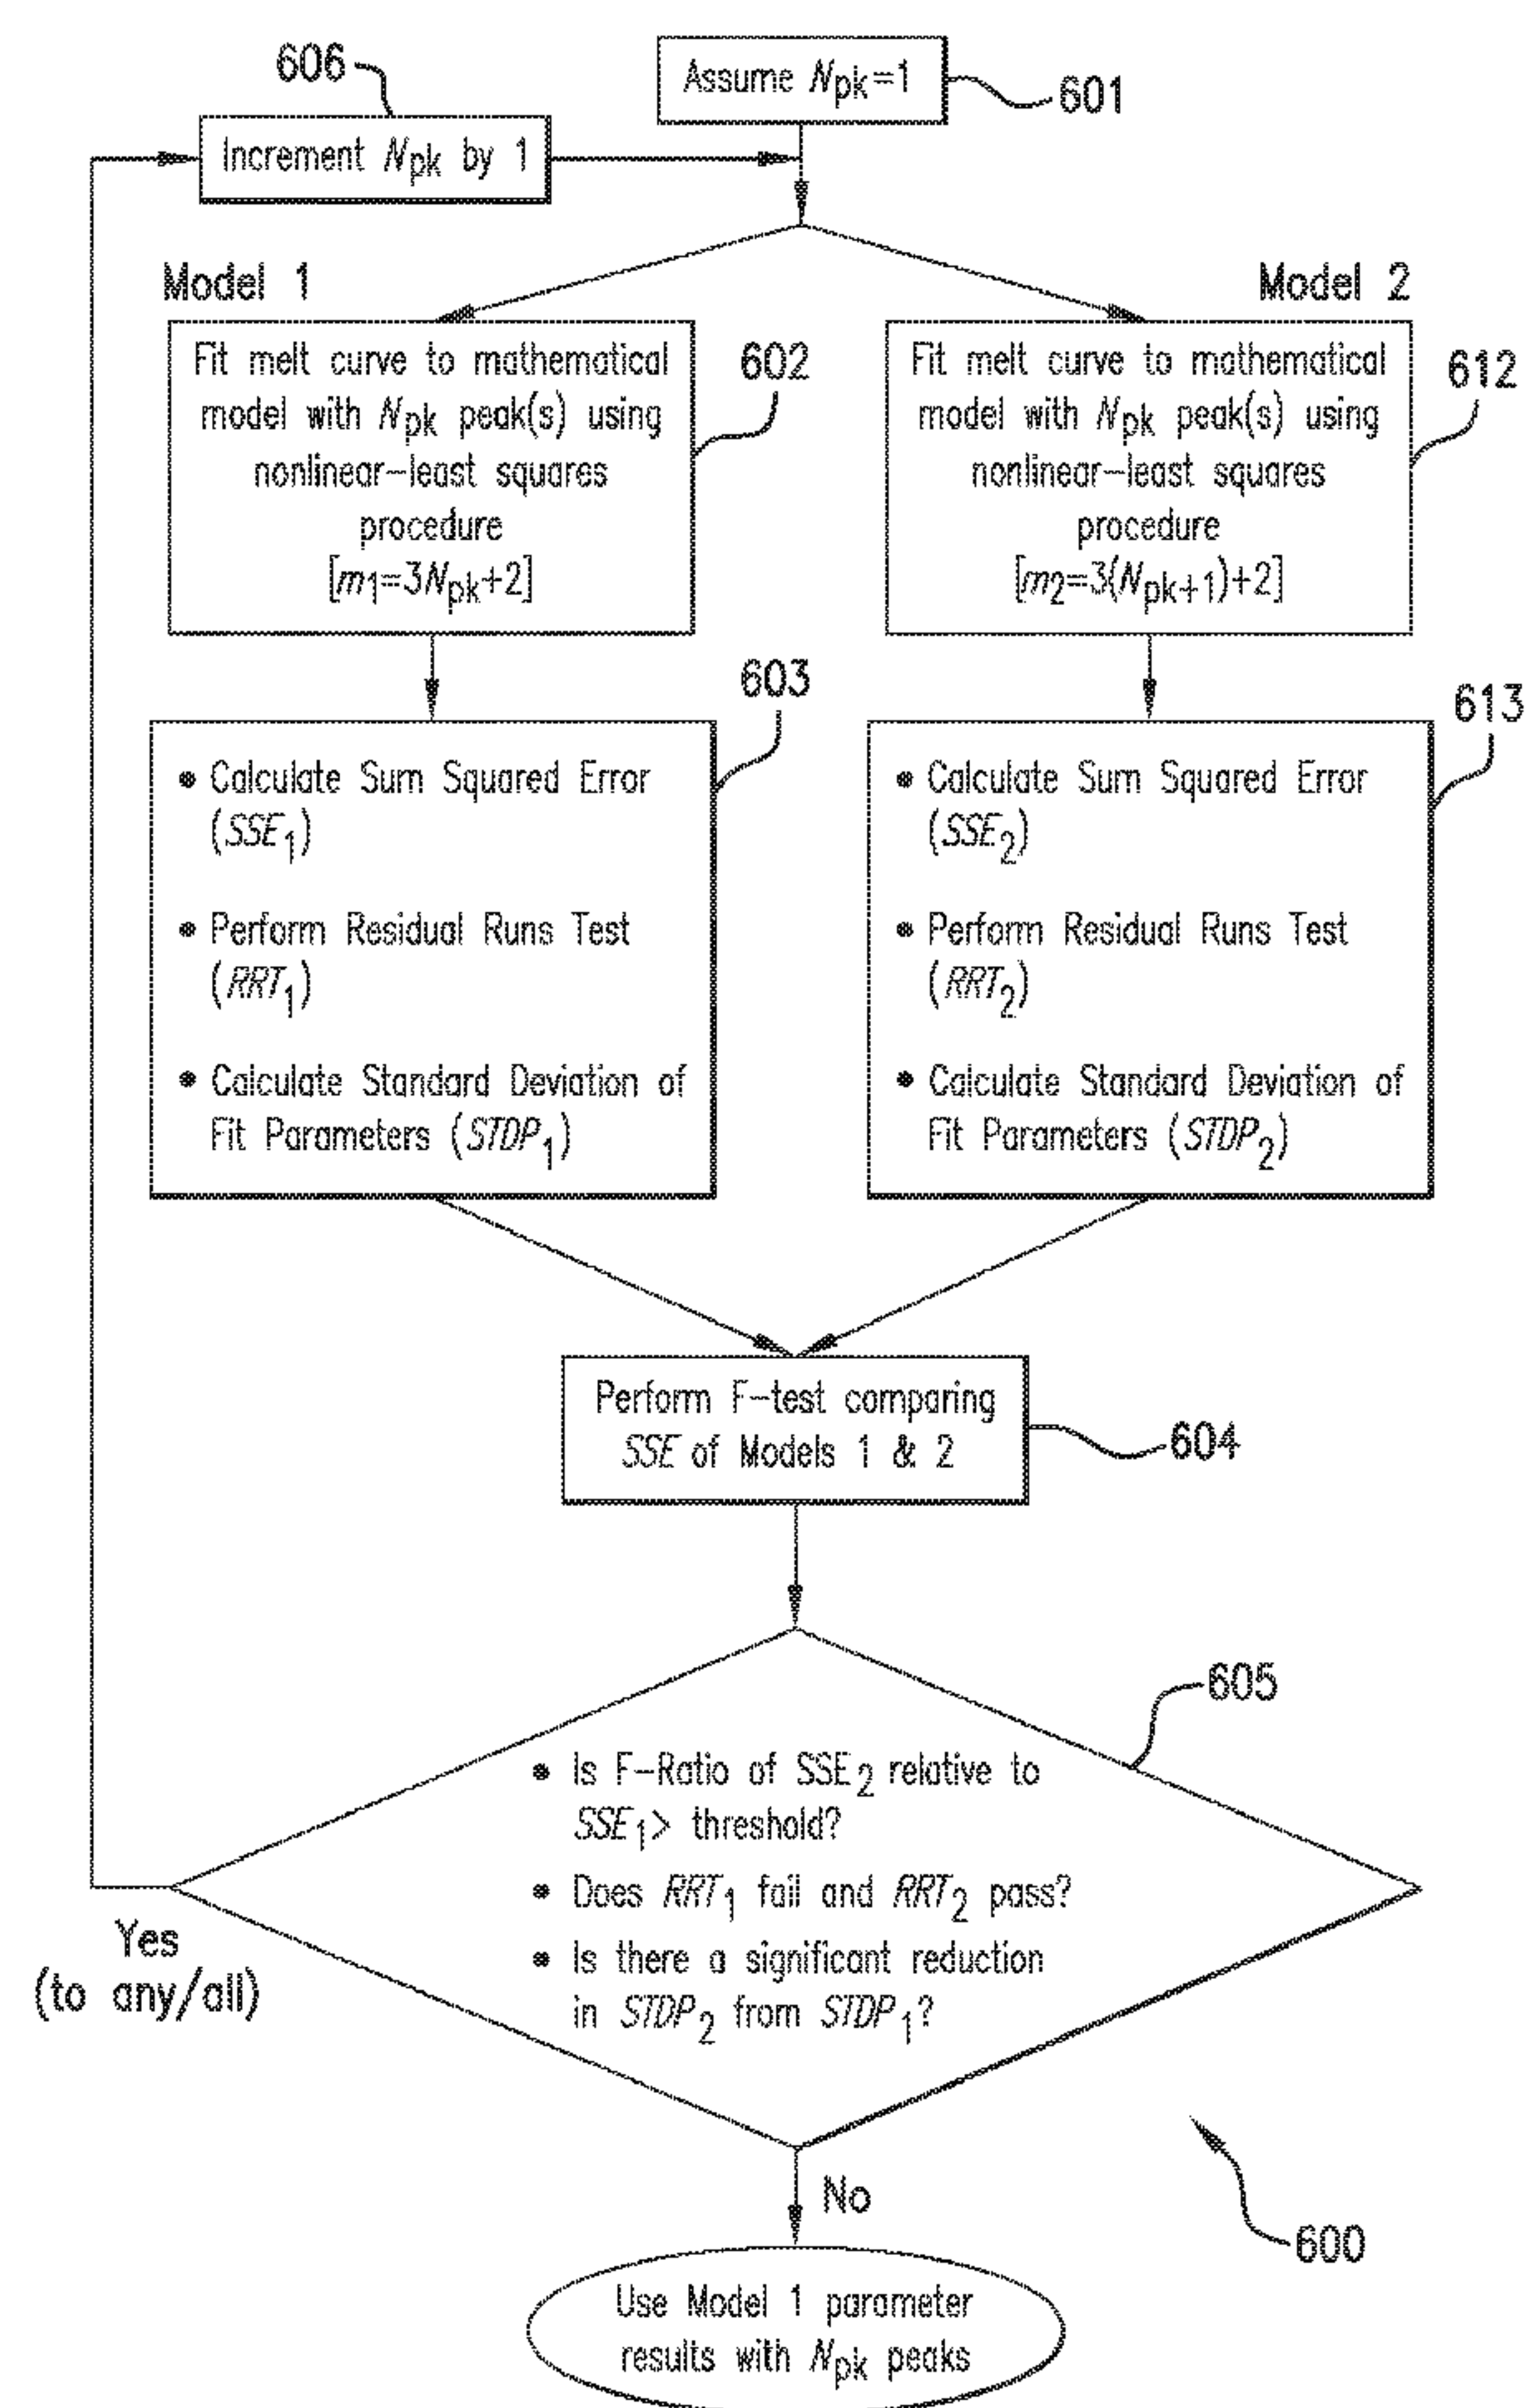 606
Assume Npk=1
601
Increment Npk by 1
Model 1
Model 2
Fit melt curve to mathematical
model with Npk peak(s) using
nonlinear-least squares
procedure
[m1=3Npk+2]
602
Fit melt curve to mathematical
model with Npk peak(s) using
nonlinear-least squares
procedure
[m2=3(Npk+1)+2]
612
603
• Calculate Sum Squared Error
(SSE1)
• Perform Residual Runs Test
(RRT1)
• Calculate Standard Deviation of
Fit Parameters (STDP1)
613
• Calculate Sum Squared Error
(SSE2)
• Perform Residual Runs Test
(RRT2)
• Calculate Standard Deviation of
Fit Parameters (STDP2)
Perform F-test comparing
SSE of Models 1 & 2
604
605
• Is F-Ratio of SSE2 relative to
SSE1> threshold?
• Does RRT1 fail and RRT2 pass?
• Is there a significant reduction
in STDP2 from STDP1?
Yes
(to any/all)
No
600
Use Model 1 parameter
results with Npk peaks